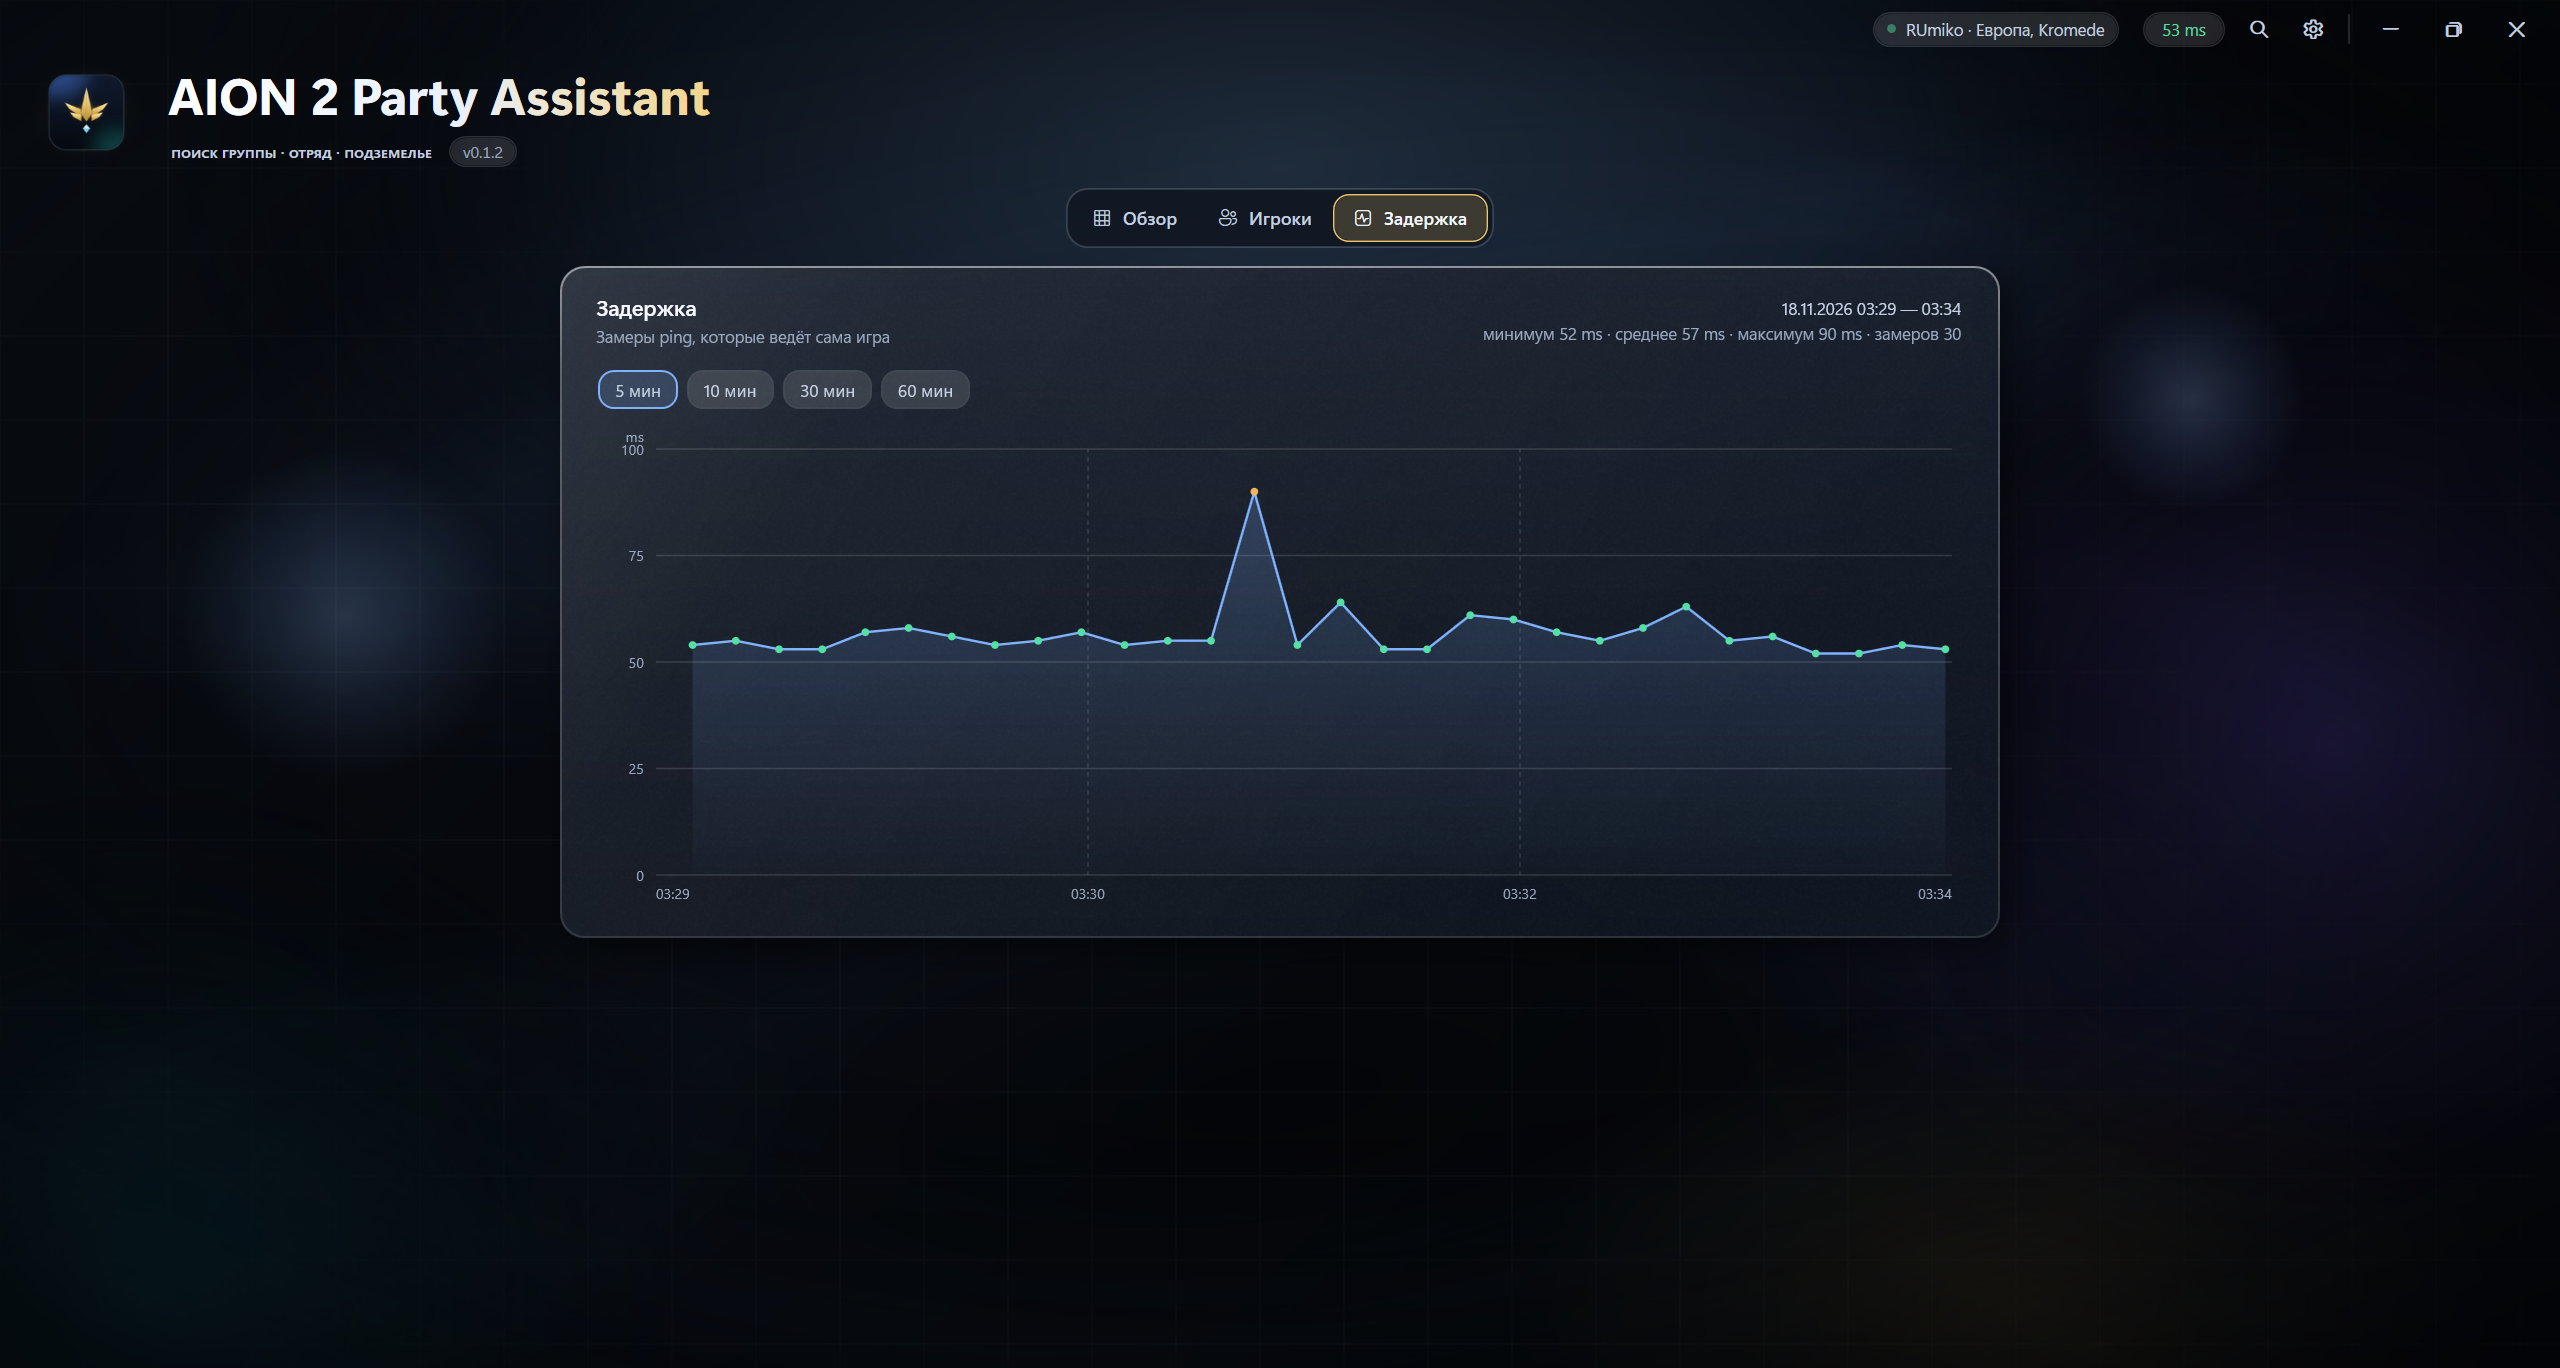 RUmiko · Европа, Kromede
53 ms
AION 2 Party Assistant
ПОИСК ГРУППЫ · ОТРЯД · ПОДЗЕМЕЛЬЕ
v0.1.2
Обзор
Игроки
Задержка
Задержка
18.11.2026 03:29 — 03:34
Замеры ping, которые ведёт сама игра
минимум 52 ms · среднее 57 ms · максимум 90 ms · замеров 30
5 мин
10 мин
30 мин
60 мин
ms
100
75
50
25
0
03:29
03:30
03:32
03:34